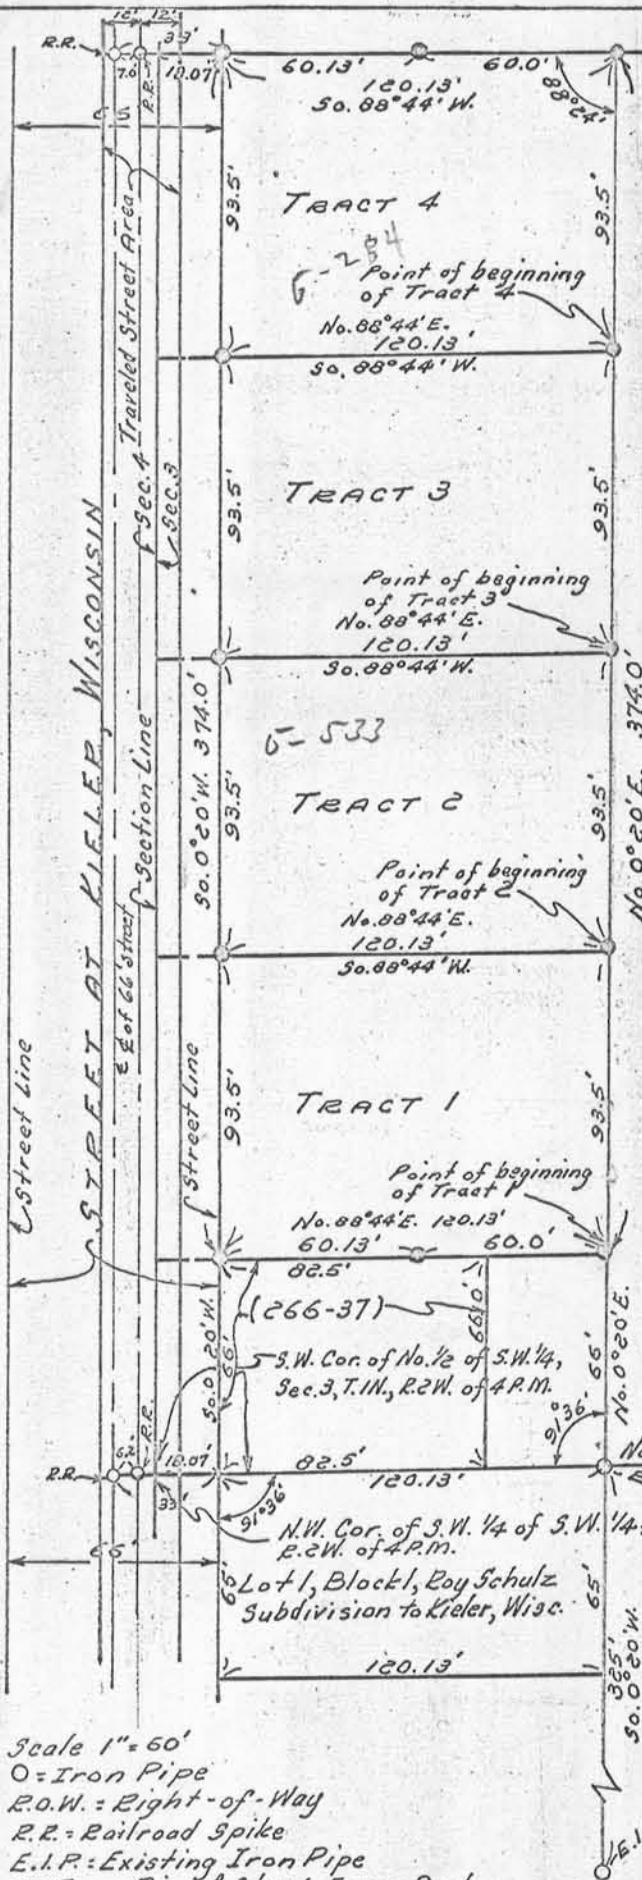 12' 12'
33'
R.R.
7.6
R.R.
18.07'
60.13' 60.0'
120.13'
So. 88°44' W.
88°24'
93.5'
TRACT 4
93.5'
Traveled Street Area
Point of beginning
of Tract 4
No. 88°44' E.
120.13'
So. 88°44' W.
Sec. 4
Sec. 3
93.5'
TRACT 3
93.5'
Point of beginning
of Tract 3
No. 88°44' E.
120.13'
So. 88°44' W.
STREET AT KIELER, WISCONSIN
So. 0°20' W. 374.0'
No. 0°20' E. 374.0'
5-533
93.5'
TRACT 2
93.5'
Point of beginning
of Tract 2
No. 88°44' E.
120.13'
So. 88°44' W.
Section Line
℄ of 66' street
Street Line
Street Line
93.5'
TRACT 1
93.5'
Point of beginning
of Tract 1
No. 88°44' E. 120.13'
60.13' 60.0'
82.5'
(266-37)
66.0'
So. 0°20' W.
66'
66'
No. 0°20' E.
S.W. Cor. of No. 1/2 of S.W. 1/4,
Sec. 3, T.1N., R.2W. of 4 P.M.
91°36'
R.R.
R.R.
18.07'
82.5'
120.13'
33'
91°36'
66'
N.W. Cor. of S.W. 1/4 of S.W. 1/4
R.2W. of 4 P.M.
65'
Lot 1, Block 1, Roy Schulz
Subdivision to Kieler, Wisc.
65'
120.13'
325'
So. 0°20' W.
Scale 1" = 60'
O = Iron Pipe
R.O.W. = Right-of-Way
R.R. = Railroad Spike
E.I.P. = Existing Iron Pipe
E.I.